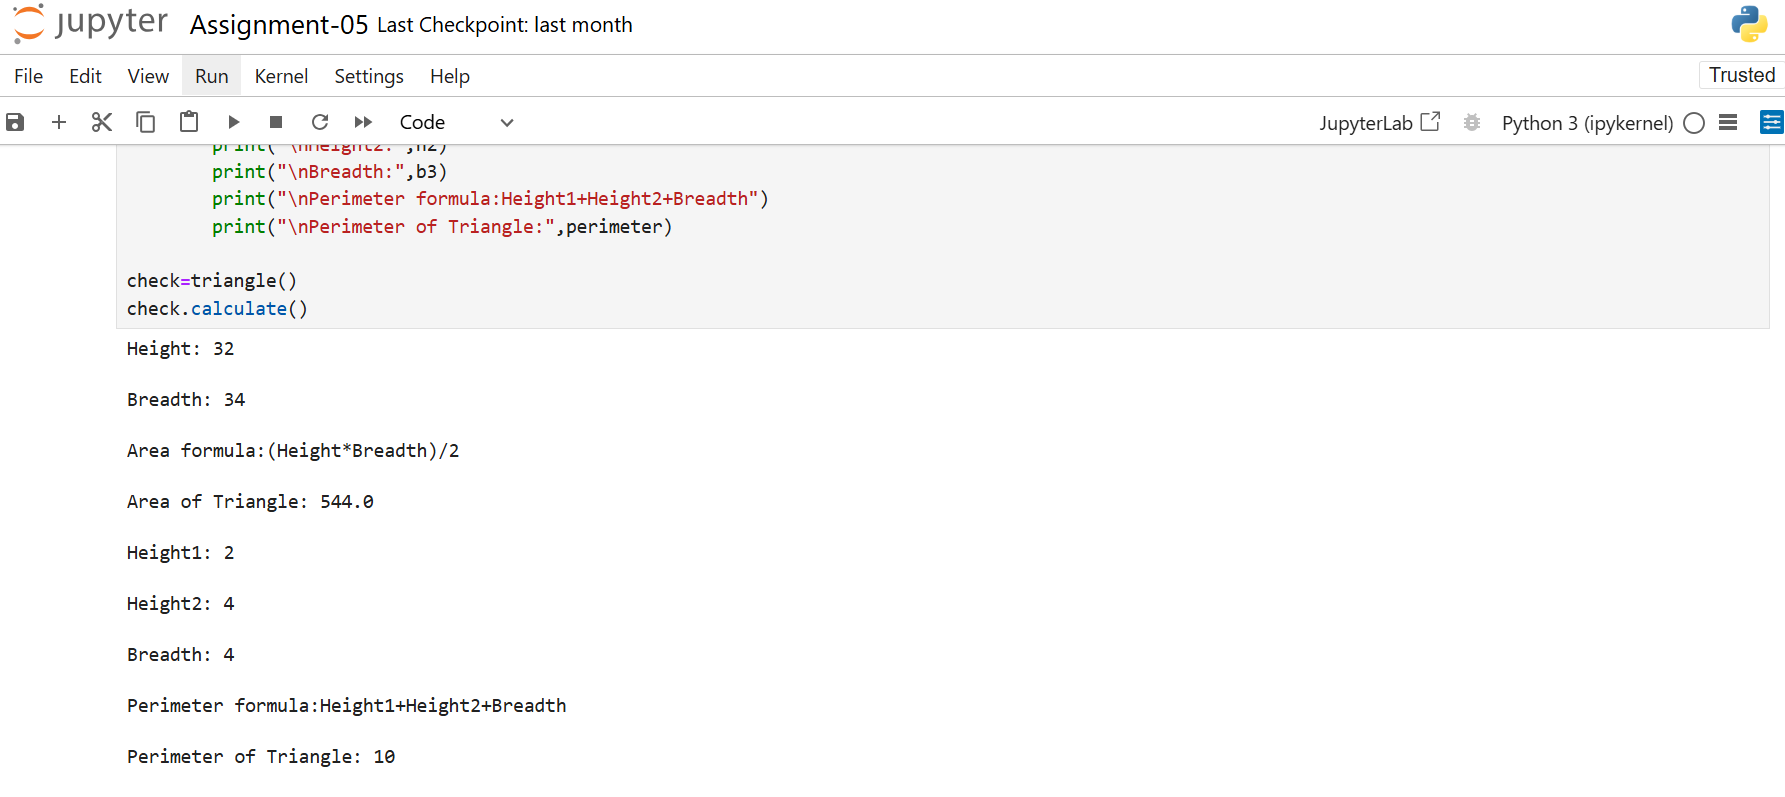 jupyter Assignment-05 Last Checkpoint: last month
File Edit View Run Kernel Settings Help
Trusted
Code
JupyterLab Python 3 (ipykernel)
print("\nHeight2:",h2)
print("\nBreadth:",b3)
print("\nPerimeter formula:Height1+Height2+Breadth")
print("\nPerimeter of Triangle:",perimeter)
check=triangle()
check.calculate()
Height: 32
Breadth: 34
Area formula:(Height*Breadth)/2
Area of Triangle: 544.0
Height1: 2
Height2: 4
Breadth: 4
Perimeter formula:Height1+Height2+Breadth
Perimeter of Triangle: 10